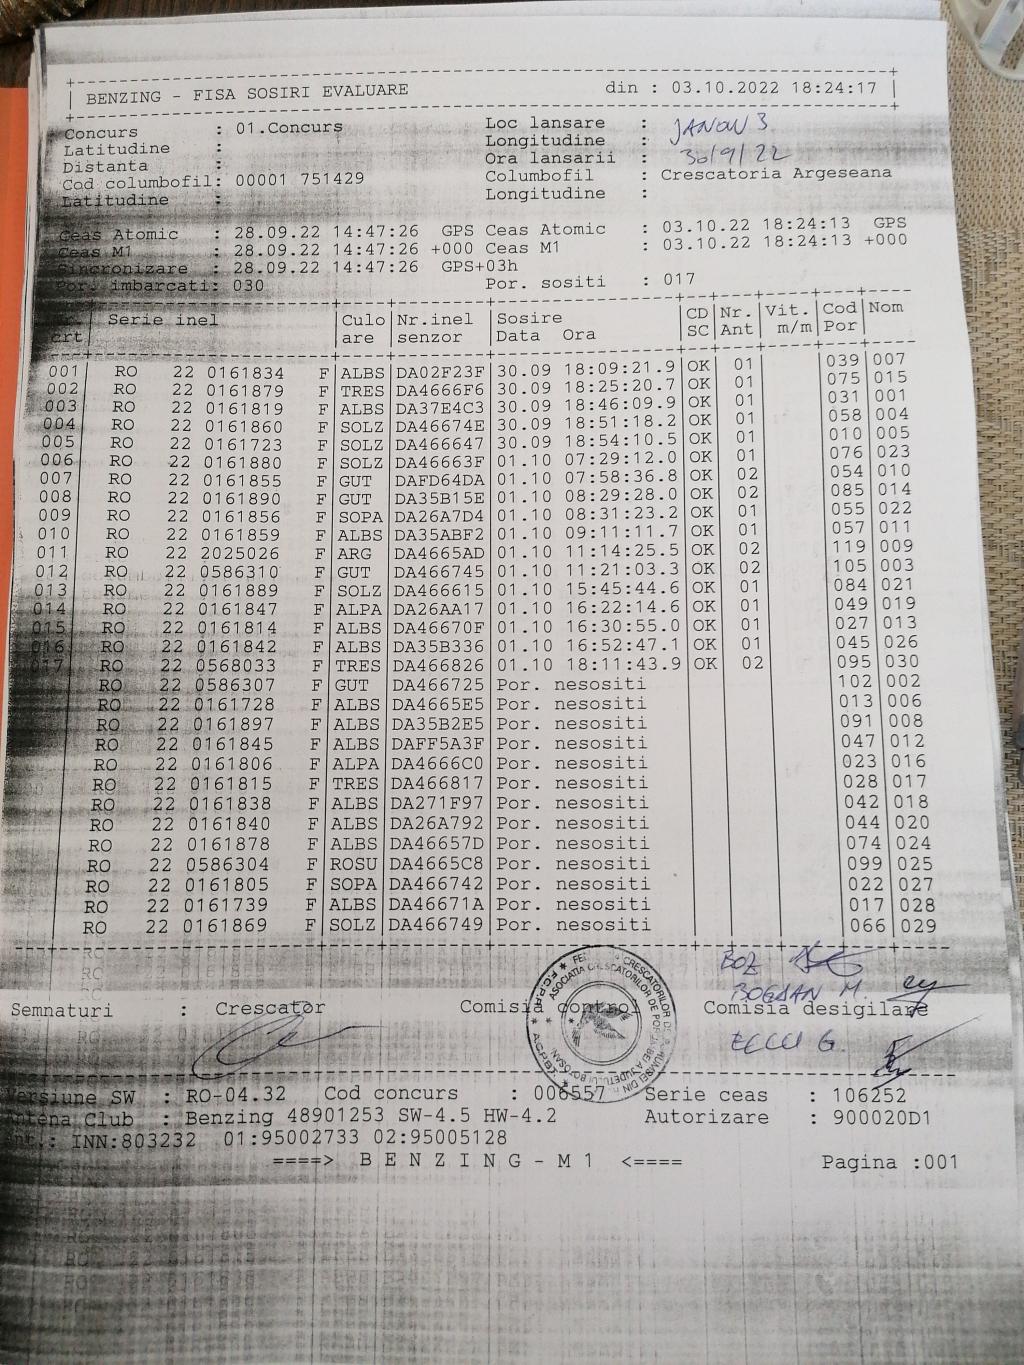 BENZING - FISA SOSIRI EVALUARE din : 03.10.2022 18:24:17
Concurs : 01.Concurs Loc lansare : JANOW 3
Latitudine : Longitudine :
Distanta : Ora lansarii : 30/9/22
Cod columbofil: 00001 751429 Columbofil : Crescatoria Argeseana
Latitudine : Longitudine :
Ceas Atomic : 28.09.22 14:47:26 GPS Ceas Atomic : 03.10.22 18:24:13 GPS
Ceas M1 : 28.09.22 14:47:26 +000 Ceas M1 : 03.10.22 18:24:13 +000
Sincronizare : 28.09.22 14:47:26 GPS+03h
Por. imbarcati: 030 Por. sositi : 017
Serie inel Culo Nr.inel Sosire CD Nr. Vit. Cod Nom
crt are senzor Data Ora SC Ant m/m Por
001 RO 22 0161834 F ALBS DA02F23F 30.09 18:09:21.9 OK 01 039 007
002 RO 22 0161879 F TRES DA4666F6 30.09 18:25:20.7 OK 01 075 015
003 RO 22 0161819 F ALBS DA37E4C3 30.09 18:46:09.9 OK 01 031 001
004 RO 22 0161860 F SOLZ DA46674E 30.09 18:51:18.2 OK 01 058 004
005 RO 22 0161723 F SOLZ DA466647 30.09 18:54:10.5 OK 01 010 005
006 RO 22 0161880 F SOLZ DA46663F 01.10 07:29:12.0 OK 01 076 023
007 RO 22 0161855 F GUT DAFD64DA 01.10 07:58:36.8 OK 02 054 010
008 RO 22 0161890 F GUT DA35B15E 01.10 08:29:28.0 OK 02 085 014
009 RO 22 0161856 F SOPA DA26A7D4 01.10 08:31:23.2 OK 01 055 022
010 RO 22 0161859 F ALBS DA35ABF2 01.10 09:11:11.7 OK 01 057 011
011 RO 22 2025026 F ARG DA4665AD 01.10 11:14:25.5 OK 02 119 009
012 RO 22 0586310 F GUT DA466745 01.10 11:21:03.3 OK 02 105 003
013 RO 22 0161889 F SOLZ DA466615 01.10 15:45:44.6 OK 01 084 021
014 RO 22 0161847 F ALPA DA26AA17 01.10 16:22:14.6 OK 01 049 019
015 RO 22 0161814 F ALBS DA46670F 01.10 16:30:55.0 OK 01 027 013
016 RO 22 0161842 F ALBS DA35B336 01.10 16:52:47.1 OK 01 045 026
017 RO 22 0568033 F TRES DA466826 01.10 18:11:43.9 OK 02 095 030
RO 22 0586307 F GUT DA466725 Por. nesositi 102 002
RO 22 0161728 F ALBS DA4665E5 Por. nesositi 013 006
RO 22 0161897 F ALBS DA35B2E5 Por. nesositi 091 008
RO 22 0161845 F ALBS DAFF5A3F Por. nesositi 047 012
RO 22 0161806 F ALPA DA4666C0 Por. nesositi 023 016
RO 22 0161815 F TRES DA466817 Por. nesositi 028 017
RO 22 0161838 F ALBS DA271F97 Por. nesositi 042 018
RO 22 0161840 F ALBS DA26A792 Por. nesositi 044 020
RO 22 0161878 F ALBS DA46657D Por. nesositi 074 024
RO 22 0586304 F ROSU DA4665C8 Por. nesositi 099 025
RO 22 0161805 F SOPA DA466742 Por. nesositi 022 027
RO 22 0161739 F ALBS DA46671A Por. nesositi 017 028
RO 22 0161869 F SOLZ DA466749 Por. nesositi 066 029
BOZ
BOGDAN M.
Semnaturi : Crescator Comisia control Comisia desigilare
G.
Versiune SW : RO-04.32 Cod concurs : 006557 Serie ceas : 106252
Antena Club : Benzing 48901253 SW-4.5 HW-4.2 Autorizare : 900020D1
Ant.: INN:803232 01:95002733 02:95005128
====> B E N Z I N G - M 1 <==== Pagina :001